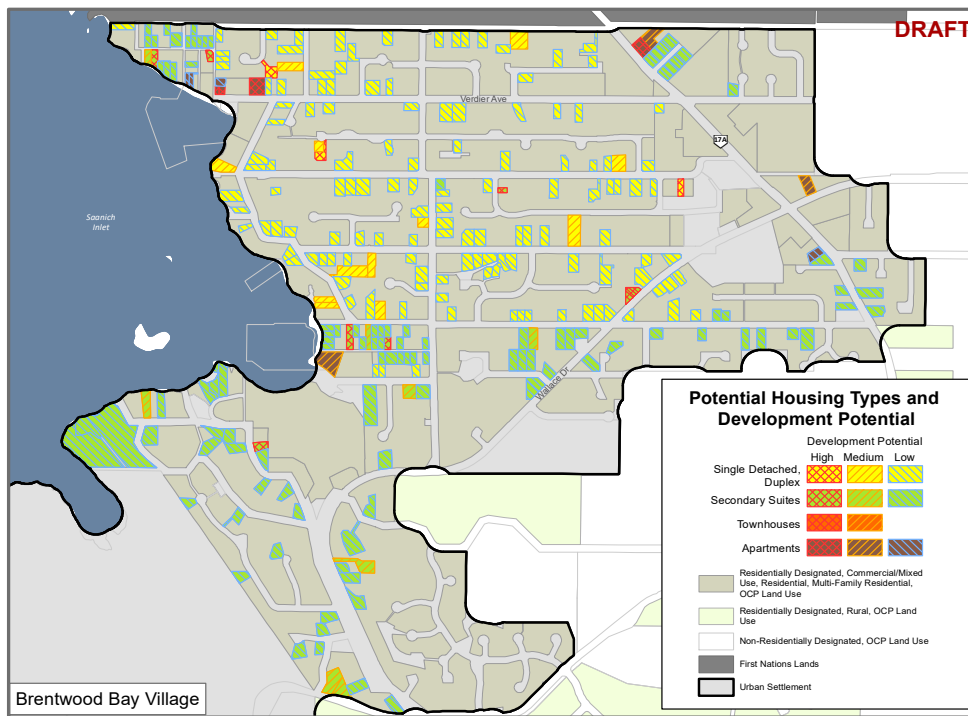 DRAFT
Verdier Ave
17A
Saanich
Inlet
Wallace Dr
Potential Housing Types and
Development Potential
Development Potential
High Medium Low
Single Detached,
Duplex
Secondary Suites
Townhouses
Apartments
Residentially Designated, Commercial/Mixed
Use, Residential, Multi-Family Residential,
OCP Land Use
Residentially Designated, Rural, OCP Land
Use
Non-Residentially Designated, OCP Land Use
First Nations Lands
Urban Settlement
Brentwood Bay Village